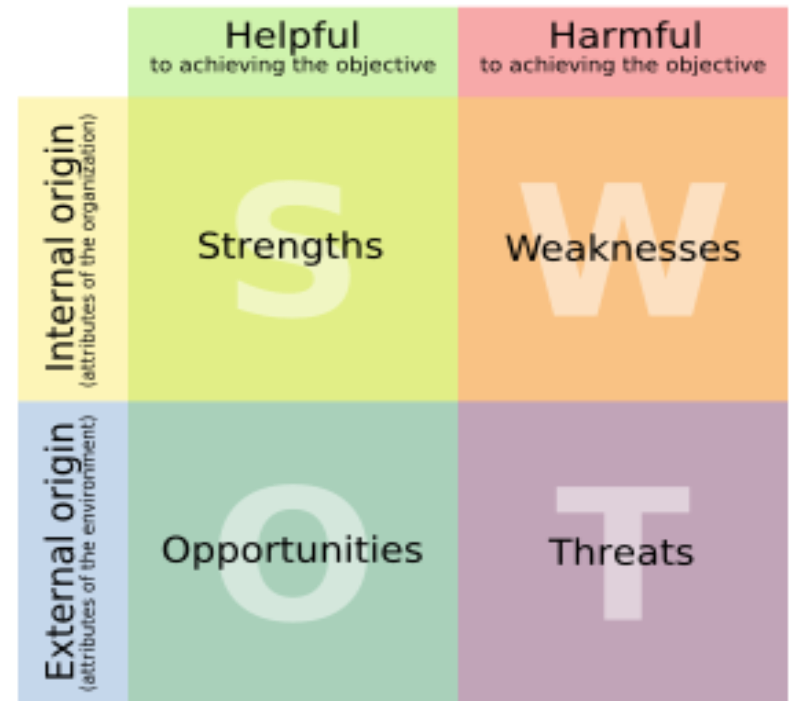 Helpful
to achieving the objective
Harmful
to achieving the objective
Internal origin
(attributes of the organization)
S
Strengths
W
Weaknesses
External origin
(attributes of the environment)
O
Opportunities
T
Threats